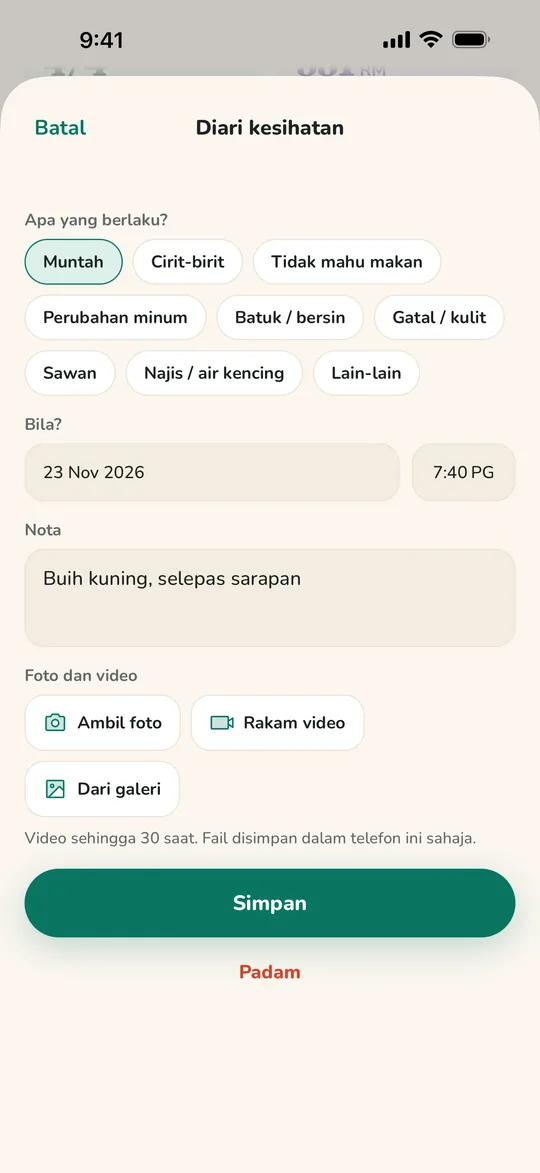 9:41
RM
Batal
Diari kesihatan
Apa yang berlaku?
Muntah
Cirit-birit
Tidak mahu makan
Perubahan minum
Batuk / bersin
Gatal / kulit
Sawan
Najis / air kencing
Lain-lain
Bila?
23 Nov 2026
7:40 PG
Nota
Buih kuning, selepas sarapan
Foto dan video
Ambil foto
Rakam video
Dari galeri
Video sehingga 30 saat. Fail disimpan dalam telefon ini sahaja.
Simpan
Padam